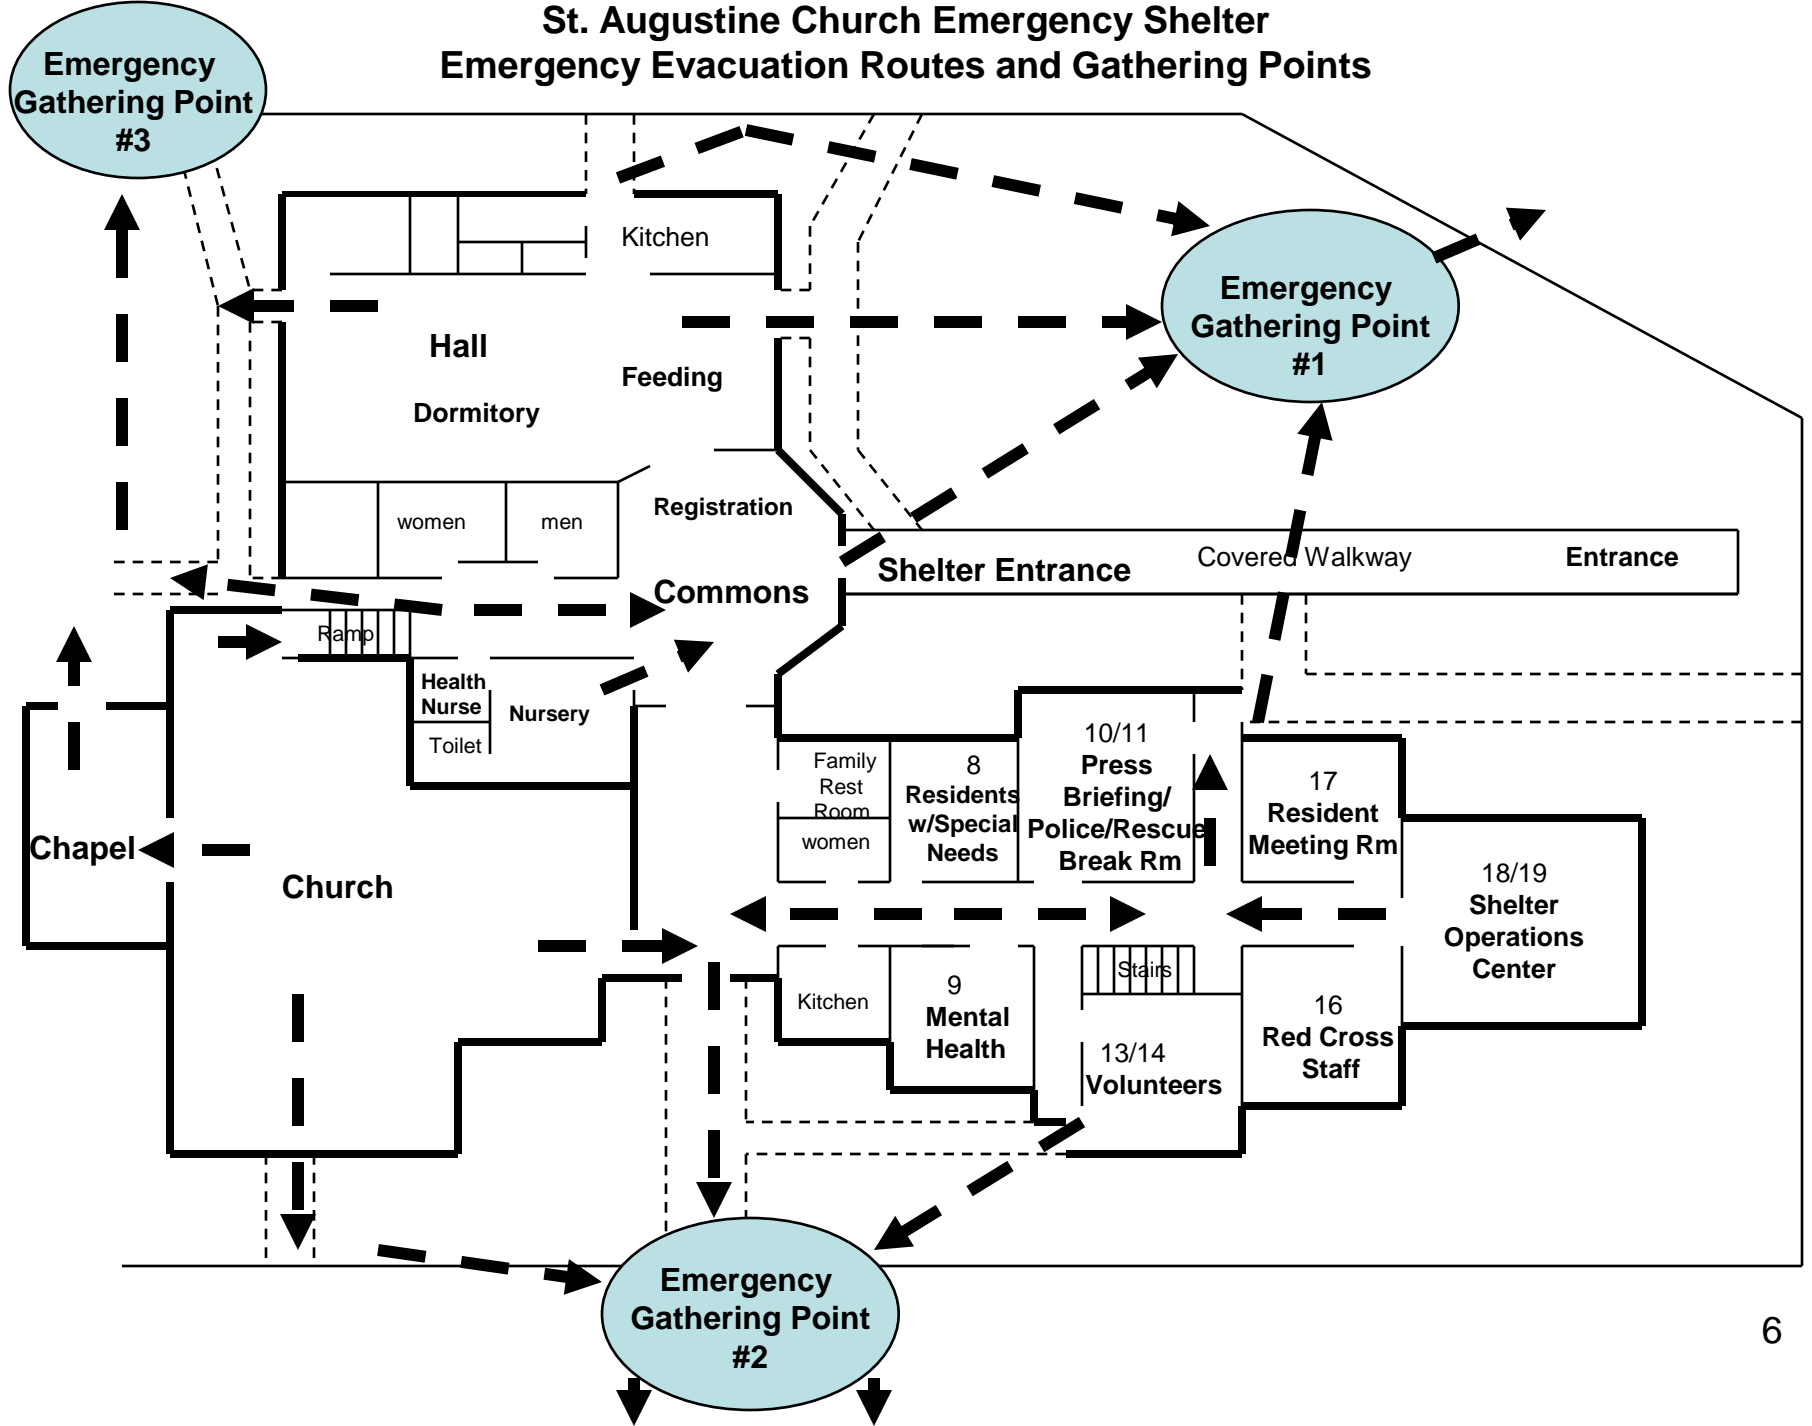 St. Augustine Church Emergency Shelter
Emergency Evacuation Routes and Gathering Points
Emergency
Gathering Point
#3
Kitchen
Emergency
Gathering Point
#1
Hall
Feeding
Dormitory
Registration
women
men
Shelter Entrance
Covered Walkway
Entrance
Commons
Ramp
Health
Nurse
Nursery
Toilet
Family
Rest
Room
women
8
Residents
w/Special
Needs
10/11
Press
Briefing/
Police/Rescue
Break Rm
17
Resident
Meeting Rm
Chapel
Church
18/19
Shelter
Operations
Center
Stairs
Kitchen
9
Mental
Health
13/14
Volunteers
16
Red Cross
Staff
Emergency
Gathering Point
#2
6